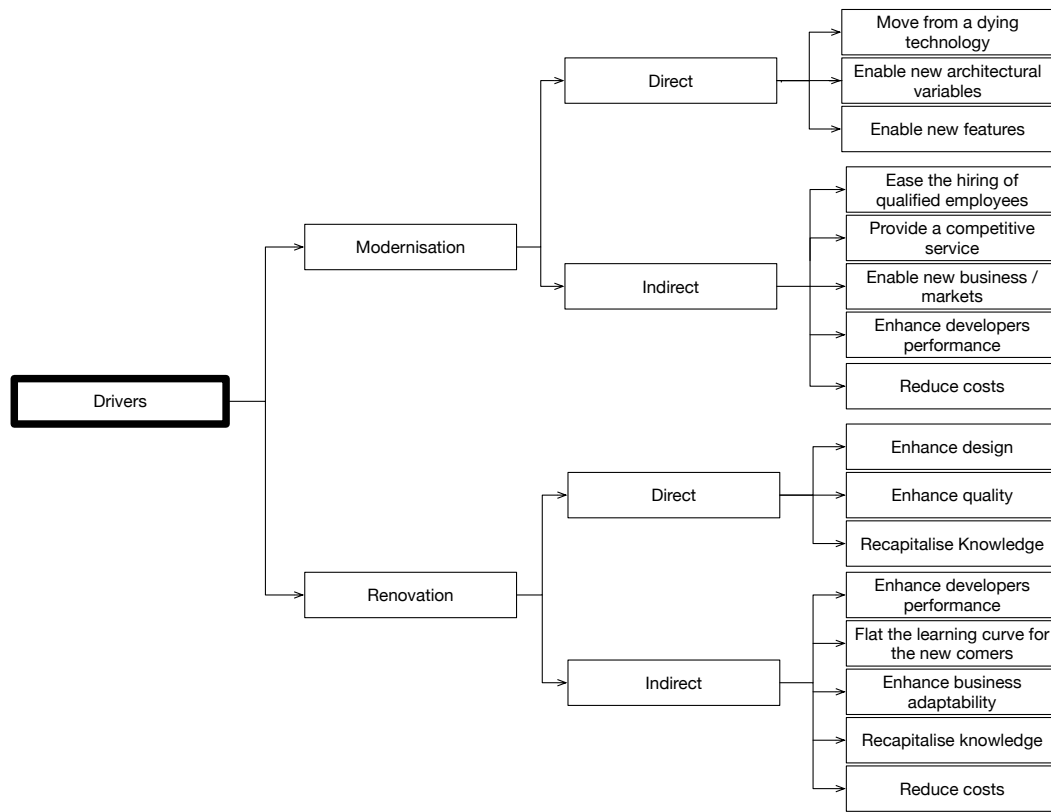 Drivers
Modernisation
Direct
Move from a dying
technology
Enable new architectural
variables
Enable new features
Indirect
Ease the hiring of
qualified employees
Provide a competitive
service
Enable new business /
markets
Enhance developers
performance
Reduce costs
Renovation
Direct
Enhance design
Enhance quality
Recapitalise Knowledge
Indirect
Enhance developers
performance
Flat the learning curve for
the new comers
Enhance business
adaptability
Recapitalise knowledge
Reduce costs